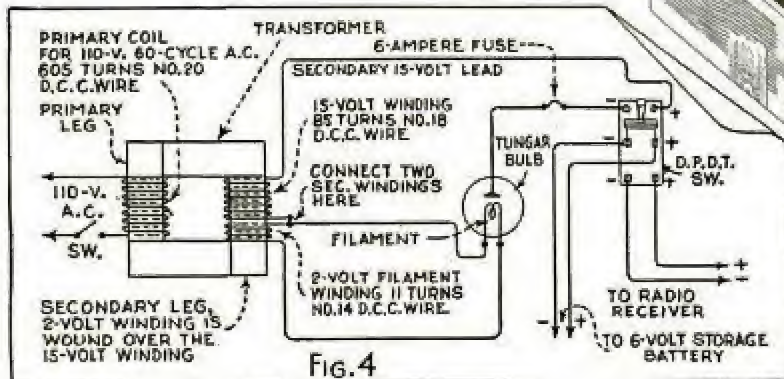 PRIMARY COIL
FOR 110-V. 60-CYCLE A.C.
605 TURNS NO.20
D.C.C. WIRE
PRIMARY
LEG
TRANSFORMER
6-AMPERE FUSE
SECONDARY 15-VOLT LEAD
15-VOLT WINDING
85 TURNS NO.18
D.C.C. WIRE
CONNECT TWO
SEC. WINDINGS
HERE
TUNGAR
BULB
D.P.D.T.
SW.
110-V.
A.C.
SW.
FILAMENT
2-VOLT FILAMENT
WINDING 11 TURNS
NO.14 D.C.C. WIRE
SECONDARY LEG,
2-VOLT WINDING IS
WOUND OVER THE
15-VOLT WINDING
- +
- +
- +
+
-
TO RADIO
RECEIVER
- +
TO 6-VOLT STORAGE
BATTERY
FIG. 4